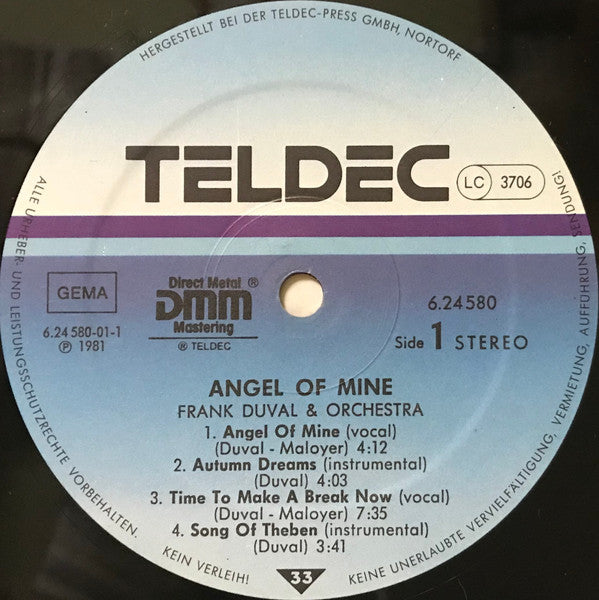 HERGESTELLT BEI DER TELDEC-PRESS GMBH, NORTORF
TELDEC
LC 3706
GEMA
Direct Metal ®
DMM
Mastering
® TELDEC
6.24580-01-1
℗ 1981
6.24580
Side 1 STEREO
ANGEL OF MINE
FRANK DUVAL & ORCHESTRA
1. Angel Of Mine (vocal)
(Duval - Maloyer) 4:12
2. Autumn Dreams (instrumental)
(Duval) 4:03
3. Time To Make A Break Now (vocal)
(Duval - Maloyer) 7:35
4. Song Of Theben (instrumental)
(Duval) 3:41
33
ALLE URHEBER- UND LEISTUNGSSCHUTZRECHTE VORBEHALTEN.
KEIN VERLEIH!
KEINE UNERLAUBTE VERVIELFÄLTIGUNG, VERMIETUNG, AUFFÜHRUNG, SENDUNG!